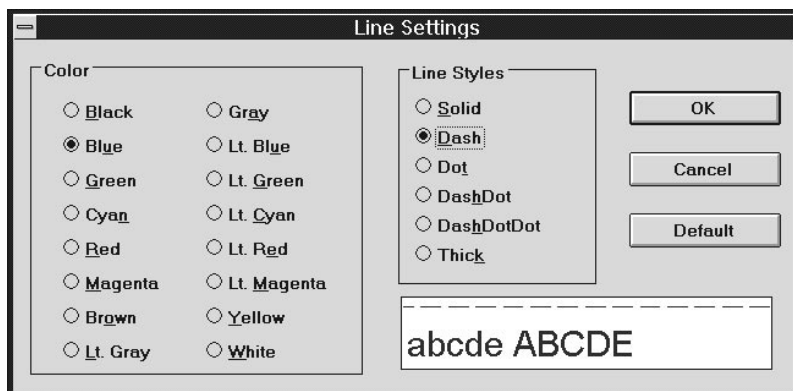 Line Settings
Color
Black
Blue
Green
Cyan
Red
Magenta
Brown
Lt. Gray
Gray
Lt. Blue
Lt. Green
Lt. Cyan
Lt. Red
Lt. Magenta
Yellow
White
Line Styles
Solid
Dash
Dot
DashDot
DashDotDot
Thick
OK
Cancel
Default
abcde ABCDE